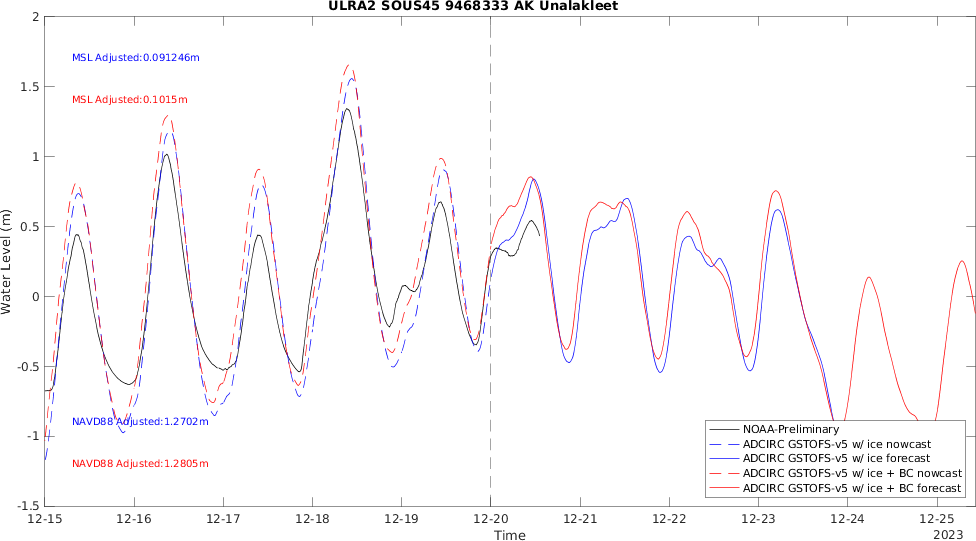 ULRA2 SOUS45 9468333 AK Unalakleet
2
1.5
1
0.5
0
-0.5
-1
-1.5
Water Level (m)
MSL Adjusted:0.091246m
MSL Adjusted:0.1015m
NAVD88 Adjusted:1.2702m
NAVD88 Adjusted:1.2805m
NOAA-Preliminary
ADCIRC GSTOFS-v5 w/ ice nowcast
ADCIRC GSTOFS-v5 w/ ice forecast
ADCIRC GSTOFS-v5 w/ ice + BC nowcast
ADCIRC GSTOFS-v5 w/ ice + BC forecast
12-15 12-16 12-17 12-18 12-19 12-20 12-21 12-22 12-23 12-24 12-25
Time
2023